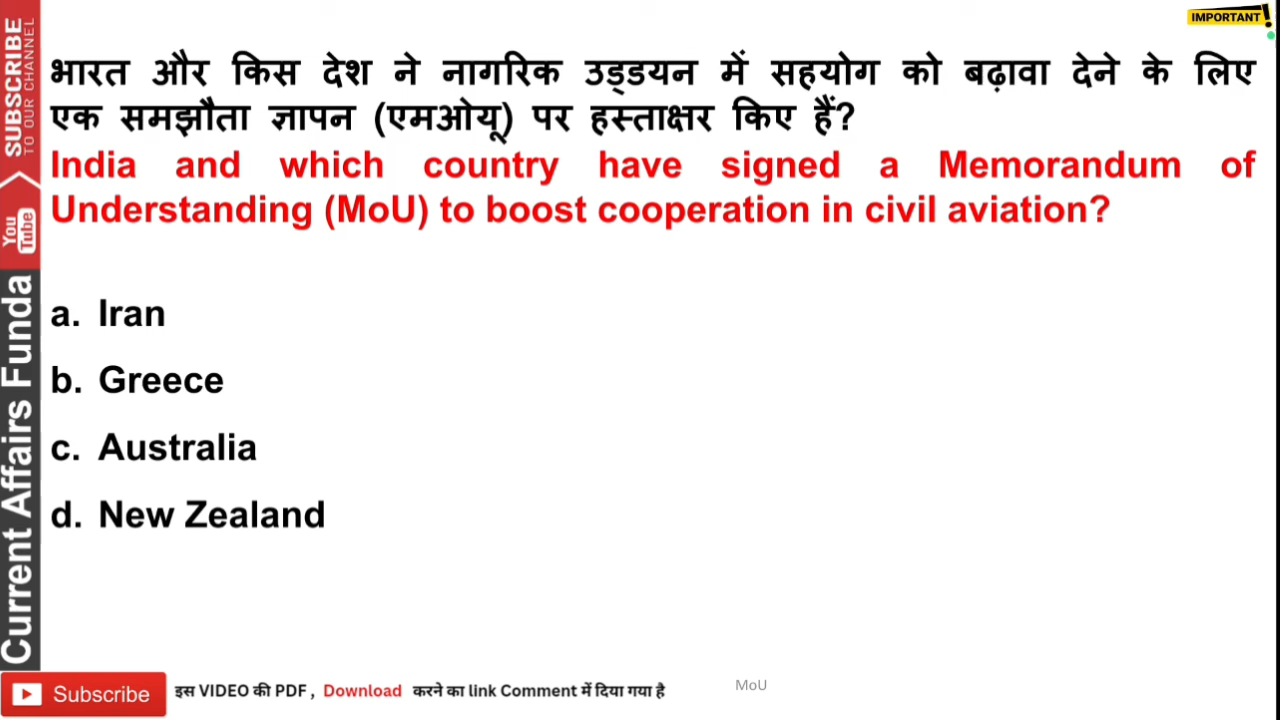 IMPORTANT!
भारत और किस देश ने नागरिक उड्डयन में सहयोग को बढ़ावा देने के लिए
एक समझौता ज्ञापन (एमओयू) पर हस्ताक्षर किए हैं?
India and which country have signed a Memorandum of
Understanding (MoU) to boost cooperation in civil aviation?
a. Iran
b. Greece
c. Australia
d. New Zealand
SUBSCRIBE
TO OUR CHANNEL
You Tube
Current Affairs Funda
Subscribe
इस VIDEO की PDF , Download करने का link Comment में दिया गया है
MoU